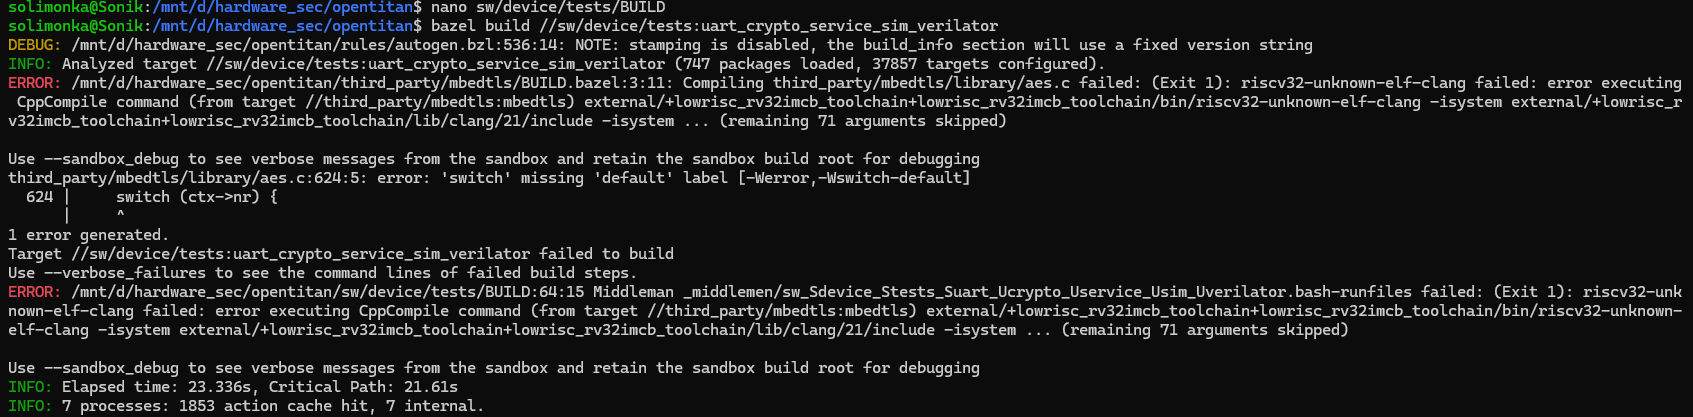 solimonka@Sonik:/mnt/d/hardware_sec/opentitan$ nano sw/device/tests/BUILD
solimonka@Sonik:/mnt/d/hardware_sec/opentitan$ bazel build //sw/device/tests:uart_crypto_service_sim_verilator
DEBUG: /mnt/d/hardware_sec/opentitan/rules/autogen.bzl:536:14: NOTE: stamping is disabled, the build_info section will use a fixed version string
INFO: Analyzed target //sw/device/tests:uart_crypto_service_sim_verilator (747 packages loaded, 37857 targets configured).
ERROR: /mnt/d/hardware_sec/opentitan/third_party/mbedtls/BUILD.bazel:3:11: Compiling third_party/mbedtls/library/aes.c failed: (Exit 1): riscv32-unknown-elf-clang failed: error executing
 CppCompile command (from target //third_party/mbedtls:mbedtls) external/+lowrisc_rv32imcb_toolchain+lowrisc_rv32imcb_toolchain/bin/riscv32-unknown-elf-clang -isystem external/+lowrisc_r
v32imcb_toolchain+lowrisc_rv32imcb_toolchain/lib/clang/21/include -isystem ... (remaining 71 arguments skipped)

Use --sandbox_debug to see verbose messages from the sandbox and retain the sandbox build root for debugging
third_party/mbedtls/library/aes.c:624:5: error: 'switch' missing 'default' label [-Werror,-Wswitch-default]
  624 |     switch (ctx->nr) {
      |     ^
1 error generated.
Target //sw/device/tests:uart_crypto_service_sim_verilator failed to build
Use --verbose_failures to see the command lines of failed build steps.
ERROR: /mnt/d/hardware_sec/opentitan/sw/device/tests/BUILD:64:15 Middleman _middlemen/sw_Sdevice_Stests_Suart_Ucrypto_Uservice_Usim_Uverilator.bash-runfiles failed: (Exit 1): riscv32-unk
nown-elf-clang failed: error executing CppCompile command (from target //third_party/mbedtls:mbedtls) external/+lowrisc_rv32imcb_toolchain+lowrisc_rv32imcb_toolchain/bin/riscv32-unknown-
elf-clang -isystem external/+lowrisc_rv32imcb_toolchain+lowrisc_rv32imcb_toolchain/lib/clang/21/include -isystem ... (remaining 71 arguments skipped)

Use --sandbox_debug to see verbose messages from the sandbox and retain the sandbox build root for debugging
INFO: Elapsed time: 23.336s, Critical Path: 21.61s
INFO: 7 processes: 1853 action cache hit, 7 internal.